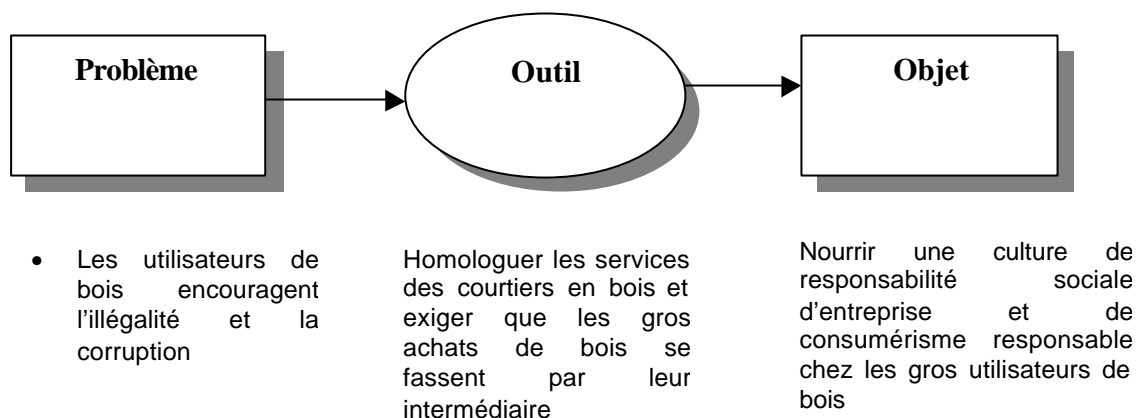 Problème
Outil
Objet
• Les utilisateurs de
bois encouragent
l'illégalité et la
corruption
Homologuer les services
des courtiers en bois et
exiger que les gros
achats de bois se
fassent par leur
intermédiaire
Nourrir une culture de
responsabilité sociale
d'entreprise et de
consumérisme responsable
chez les gros utilisateurs de
bois